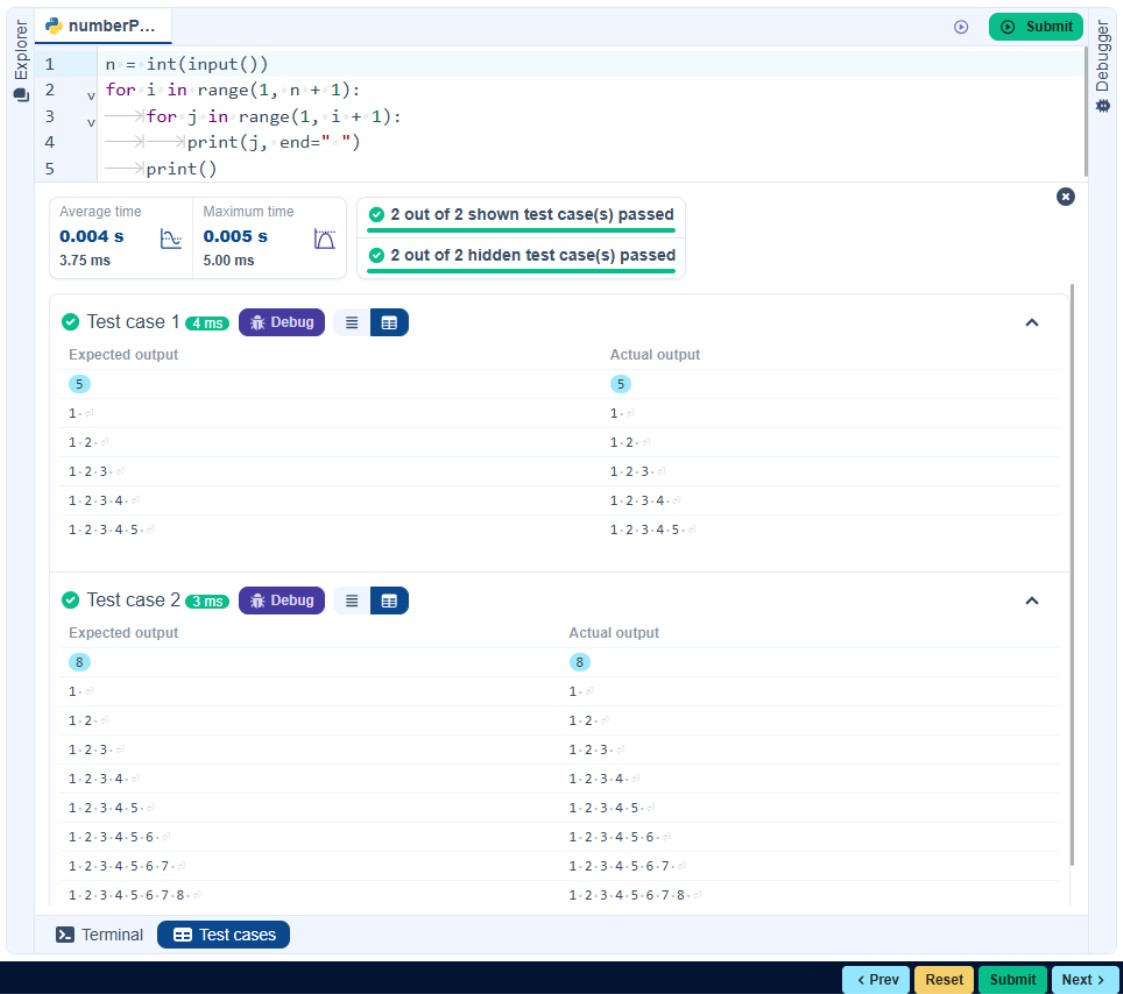 Explorer
numberP...
Submit
Debugger
1 n = int(input())
2 for i in range(1, n + 1):
3 for j in range(1, i + 1):
4 print(j, end=" ")
5 print()
Average time
0.004 s
3.75 ms
Maximum time
0.005 s
5.00 ms
2 out of 2 shown test case(s) passed
2 out of 2 hidden test case(s) passed
Test case 1 4 ms Debug
Expected output Actual output
5 5
1· 1·
1·2· 1·2·
1·2·3· 1·2·3·
1·2·3·4· 1·2·3·4·
1·2·3·4·5· 1·2·3·4·5·
Test case 2 3 ms Debug
Expected output Actual output
8 8
1· 1·
1·2· 1·2·
1·2·3· 1·2·3·
1·2·3·4· 1·2·3·4·
1·2·3·4·5· 1·2·3·4·5·
1·2·3·4·5·6· 1·2·3·4·5·6·
1·2·3·4·5·6·7· 1·2·3·4·5·6·7·
1·2·3·4·5·6·7·8· 1·2·3·4·5·6·7·8·
Terminal Test cases
< Prev Reset Submit Next >